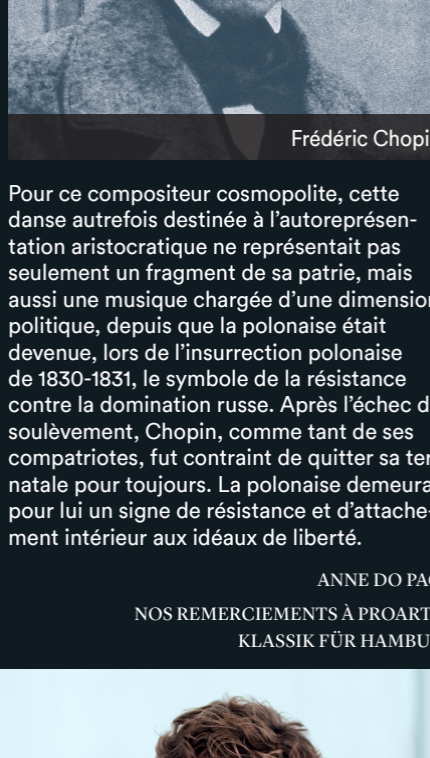 Frédéric Chopi
Pour ce compositeur cosmopolite, cette
danse autrefois destinée à l'autoreprésen-
tation aristocratique ne représentait pas
seulement un fragment de sa patrie, mais
aussi une musique chargée d'une dimension
politique, depuis que la polonaise était
devenue, lors de l'insurrection polonaise
de 1830-1831, le symbole de la résistance
contre la domination russe. Après l'échec d
soulèvement, Chopin, comme tant de ses
compatriotes, fut contraint de quitter sa ter
natale pour toujours. La polonaise demeura
pour lui un signe de résistance et d'attache-
ment intérieur aux idéaux de liberté.
ANNE DO PAÇ
NOS REMERCIEMENTS À PROART
KLASSIK FÜR HAMBU